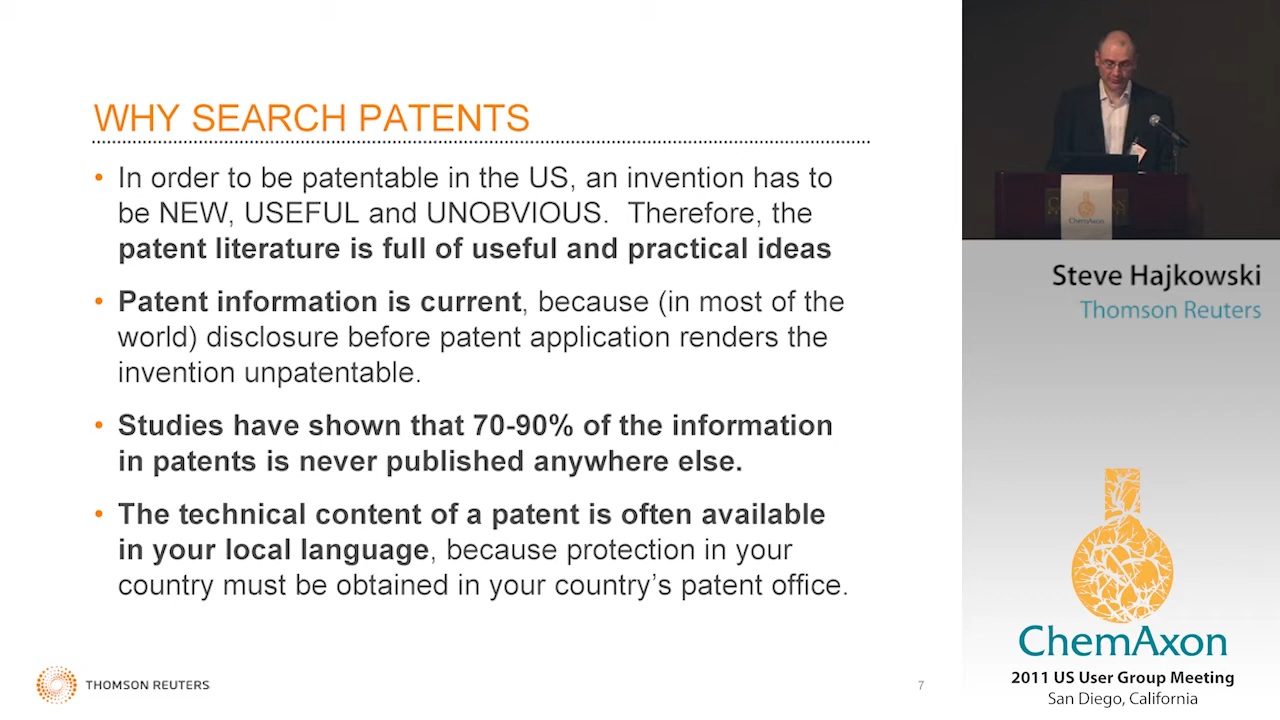 WHY SEARCH PATENTS
• In order to be patentable in the US, an invention has to
be NEW, USEFUL and UNOBVIOUS.  Therefore, the
patent literature is full of useful and practical ideas
• Patent information is current, because (in most of the
world) disclosure before patent application renders the
invention unpatentable.
• Studies have shown that 70-90% of the information
in patents is never published anywhere else.
• The technical content of a patent is often available
in your local language, because protection in your
country must be obtained in your country’s patent office.
THOMSON REUTERS
7
ChemAxon
Steve Hajkowski
Thomson Reuters
ChemAxon
2011 US User Group Meeting
San Diego, California